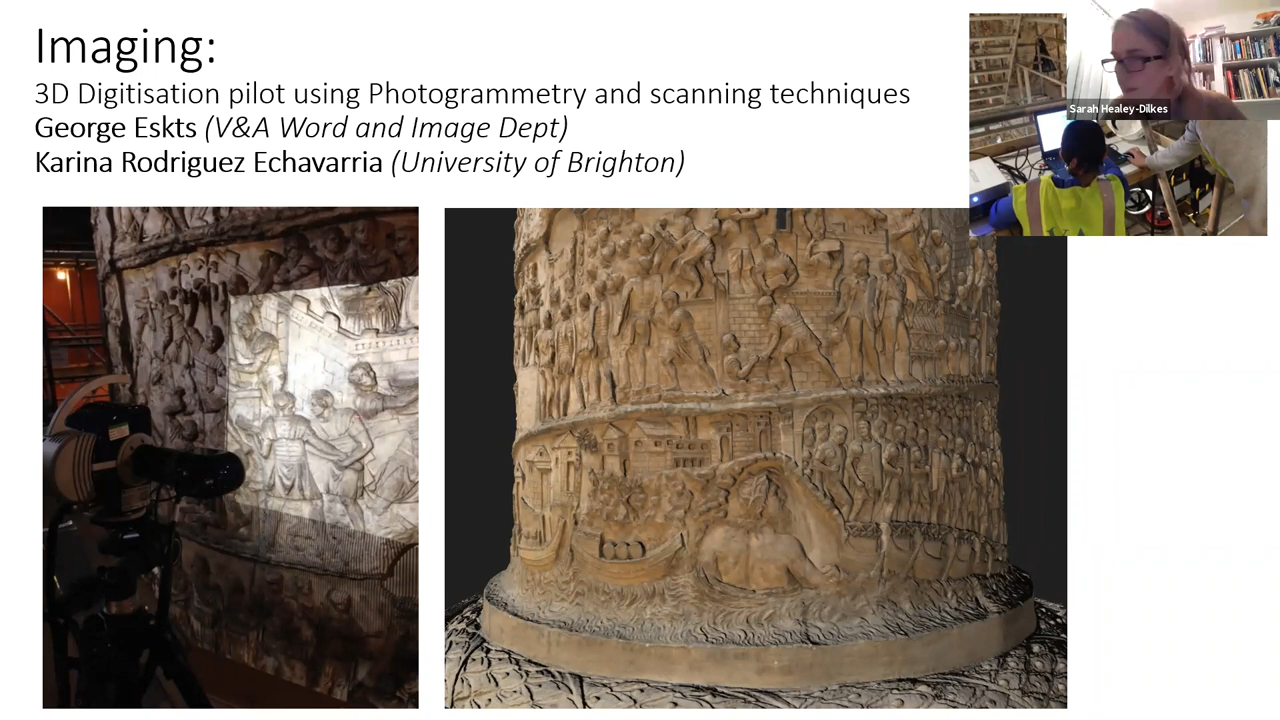 Imaging:
3D Digitisation pilot using Photogrammetry and scanning techniques
George Eskts (V&A Word and Image Dept)
Karina Rodriguez Echavarria (University of Brighton)
Sarah Healey-Dilkes